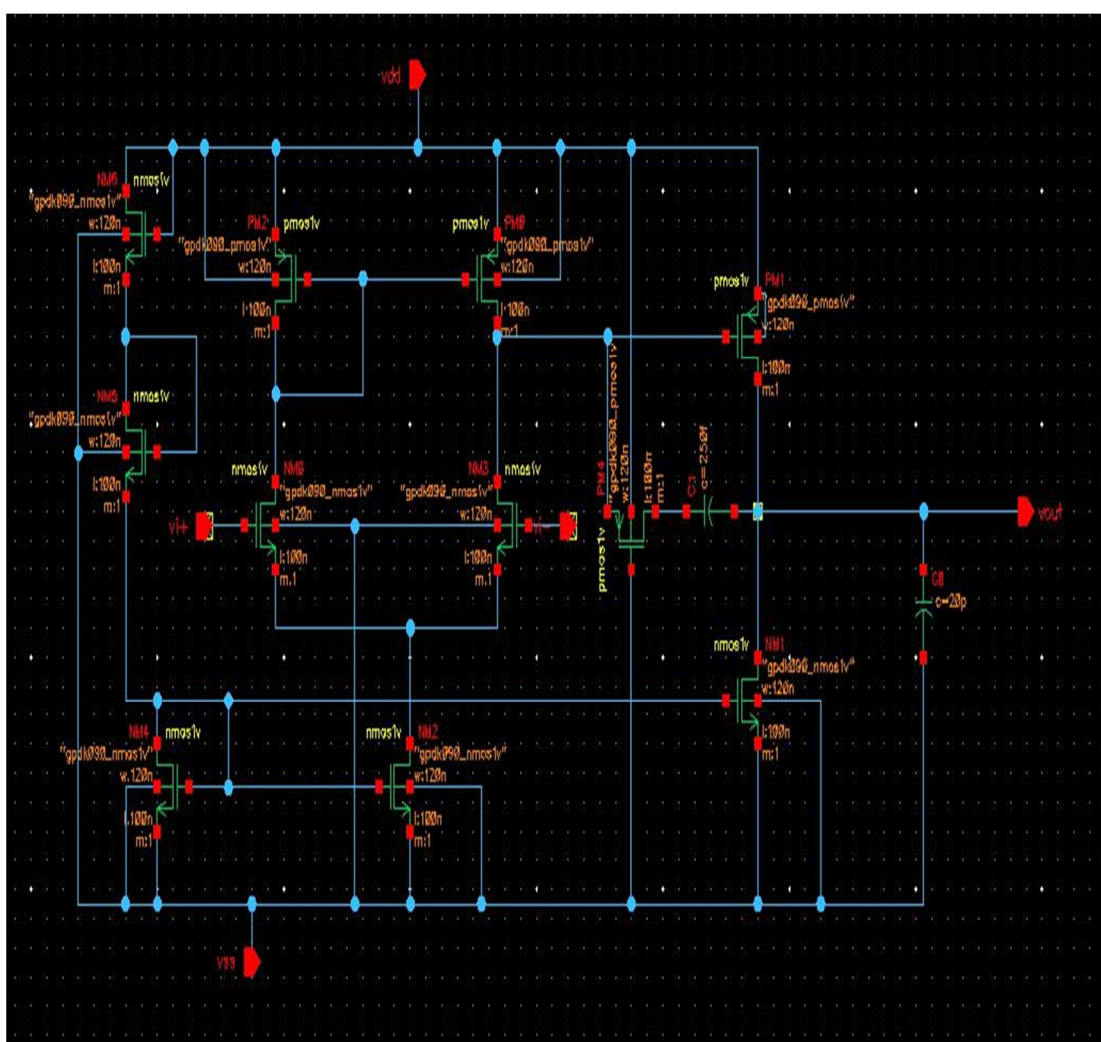 vdd
NM6 nmos1v
"gpdk090_nmos1v"
w:120n
l:100n
m:1
PM2 pmos1v
"gpdk090_pmos1v"
w:120n
l:100n
m:1
pmos1v PM0
"gpdk090_pmos1v"
w:120n
l:100n
m:1
pmos1v PM1
"gpdk090_pmos1v"
w:120n
l:100n
m:1
NM5 nmos1v
"gpdk090_nmos1v"
w:120n
l:100n
m:1
nmos1v NM0
"gpdk090_nmos1v"
w:120n
l:100n
m:1
NM3 nmos1v
"gpdk090_nmos1v"
w:120n
l:100n
m:1
vi+
vi-
pmos1v
PM4
"gpdk090_pmos1v
w:120n
l:100n
m:1
c=250f
vout
C0
c=20p
nmos1v NM1
"gpdk090_nmos1v"
w:120n
l:100n
m:1
NM4 nmos1v
"gpdk090_nmos1v"
w:120n
l:100n
m:1
nmos1v NM2
"gpdk090_nmos1v"
w:120n
l:100n
m:1
vss